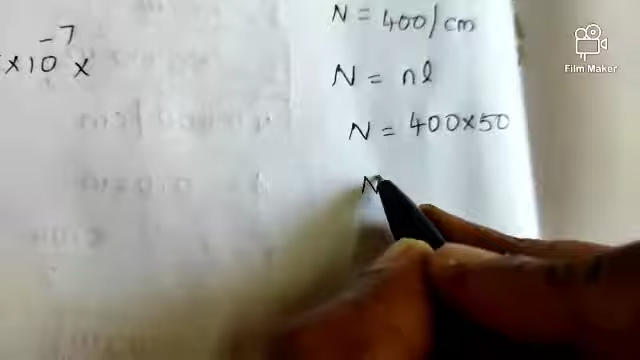 ×10⁻⁷ ×
N = 400/cm
N = nl
N = 400×50
N
Film Maker